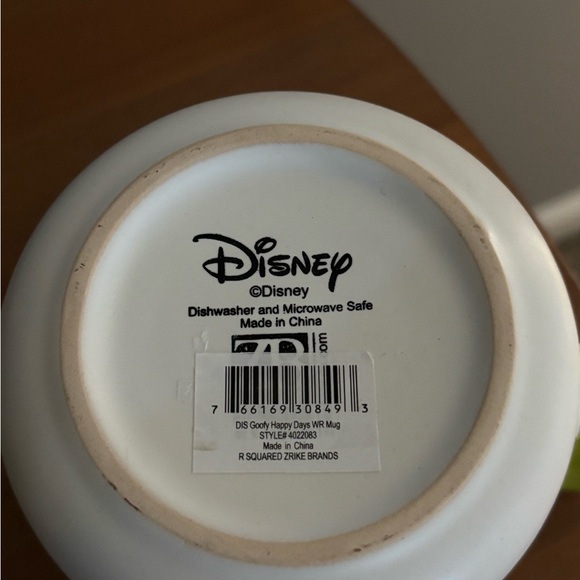 Disney
©Disney
Dishwasher and Microwave Safe
Made in China
.com
7 66169 30849 3
DIS Goofy Happy Days WR Mug
STYLE# 4022083
Made in China
R SQUARED ZRIKE BRANDS